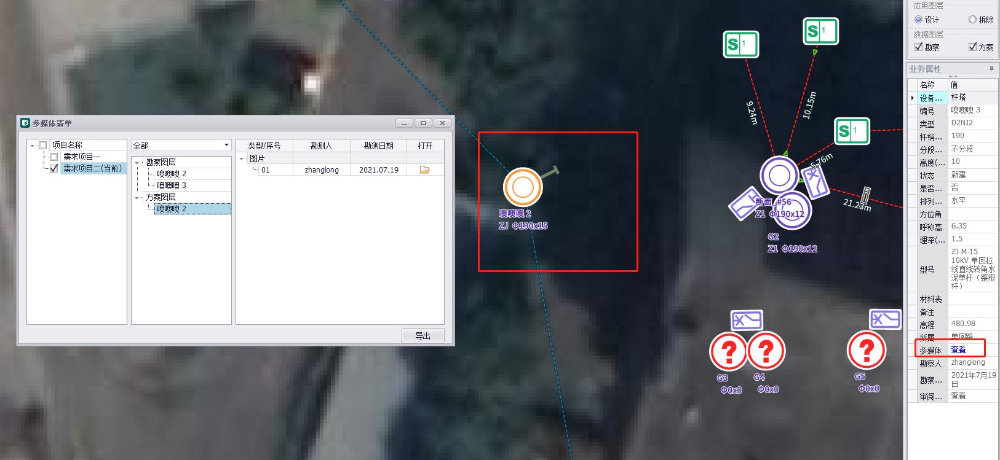 应用图层
设计
拆除
数据图层
勘察
方案
业务属性
名称 值
设备... 杆塔
编号 噢噢噢 3
类型 D2NJ2
杆梢... 190
分段... 不分段
高度(... 10
状态 新建
是否... 否
排列... 水平
方位角
呼称高 6.35
埋深(... 1.5
型号 ZJ-M-15
10kV 单回拉
线直线转角水
泥单杆（整根
杆）
材料表
备注
高程 480.98
所属 单回路
多媒体 查看
勘察人 zhanglong
勘察... 2021年7月19
日
审阅... 查看
多媒体清单
项目名称
需求项目一
需求项目二(当前)
全部
勘察图层
噢噢噢 2
噢噢噢 3
方案图层
噢噢噢 2
类型/序号 勘测人 勘测日期 打开
图片
01 zhanglong 2021.07.19
导出
噢噢噢 2
ZJ Φ190x15
S 1
S 1
S 1
9.24m
10.15m
5.76m
21.23m
断面 #56
Z1 Φ190x12
G2
Z1 Φ190x12
?
?
?
G3
Φ0x0
G4
Φ0x0
G5
Φ0x0